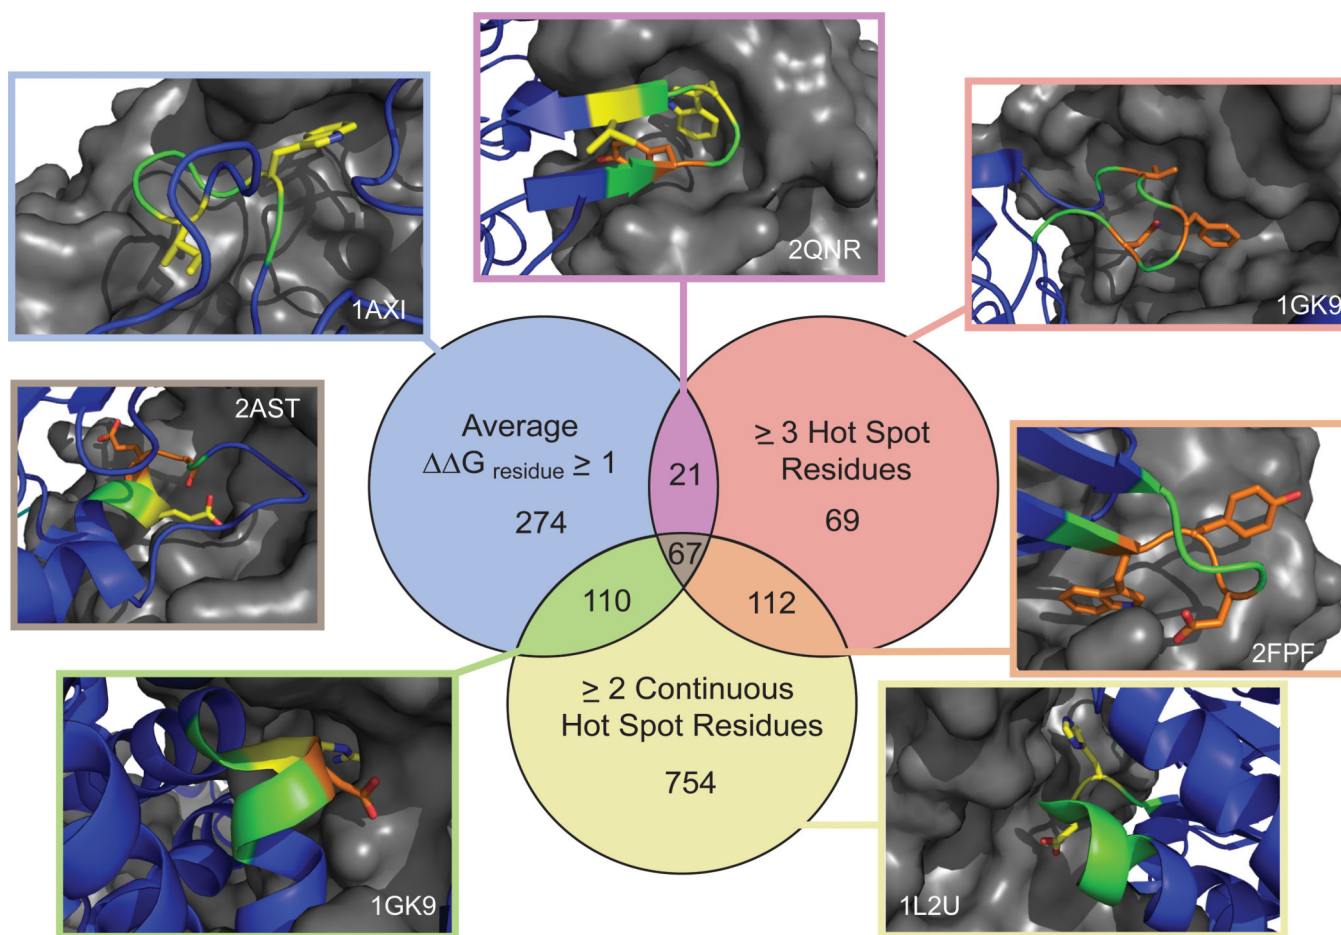 2QNR
1AXI
1GK9
2AST
Average
ΔΔG residue ≥ 1
274
21
≥ 3 Hot Spot
Residues
69
67
110
112
2FPF
≥ 2 Continuous
Hot Spot Residues
754
1GK9
1L2U